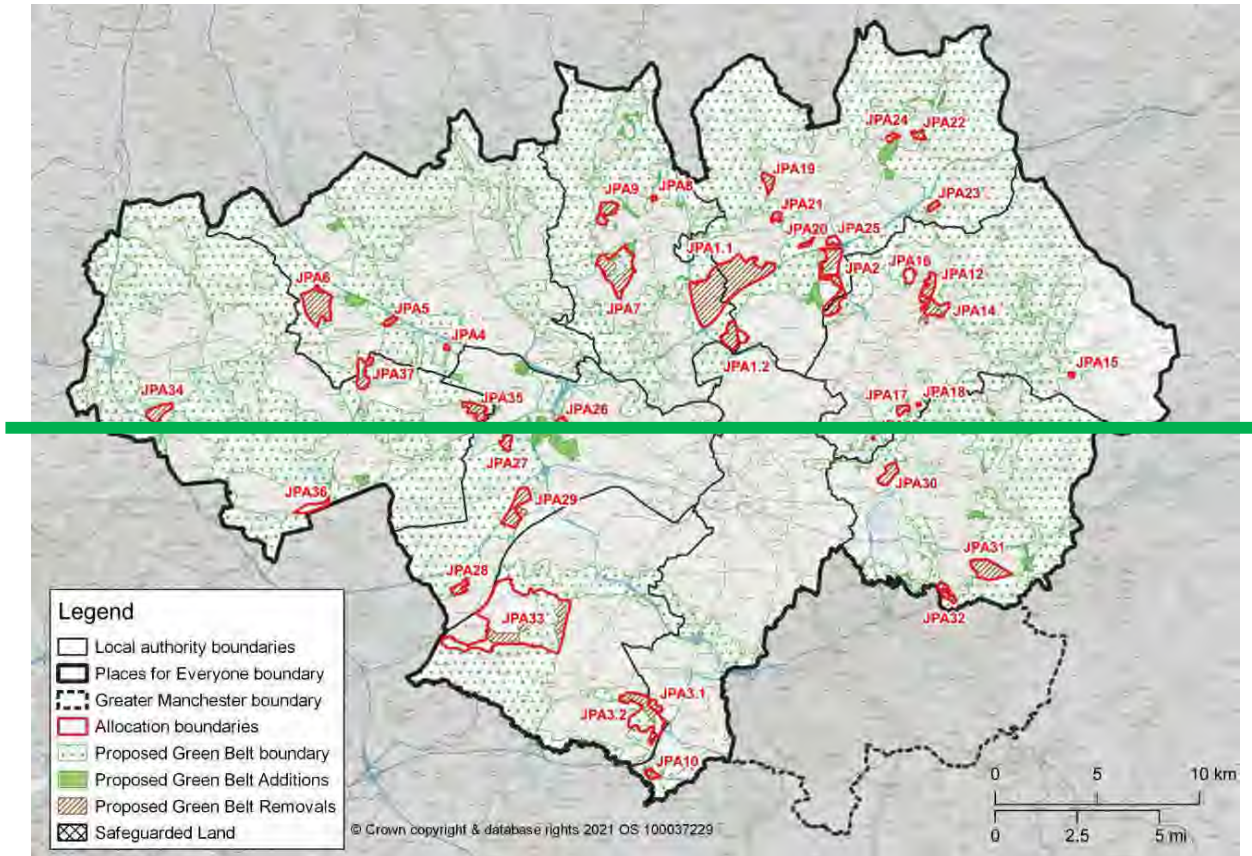 JPA24 JPA22
JPA19
JPA9 JPA8
JPA23
JPA21
JPA20 JPA25
JPA1.1
JPA6 JPA7 JPA2 JPA16 JPA12
JPA14
JPA5
JPA4
JPA1.2
JPA37 JPA15
JPA34 JPA35 JPA26 JPA17 JPA18
JPA27
JPA36 JPA29 JPA30
JPA31
JPA28
JPA33 JPA32
JPA3.1
JPA3.2
JPA10
Legend
Local authority boundaries
Places for Everyone boundary
Greater Manchester boundary
Allocation boundaries
Proposed Green Belt boundary
Proposed Green Belt Additions
Proposed Green Belt Removals
Safeguarded Land
© Crown copyright & database rights 2021 OS 100037229
0 5 10 km
0 2.5 5 mi